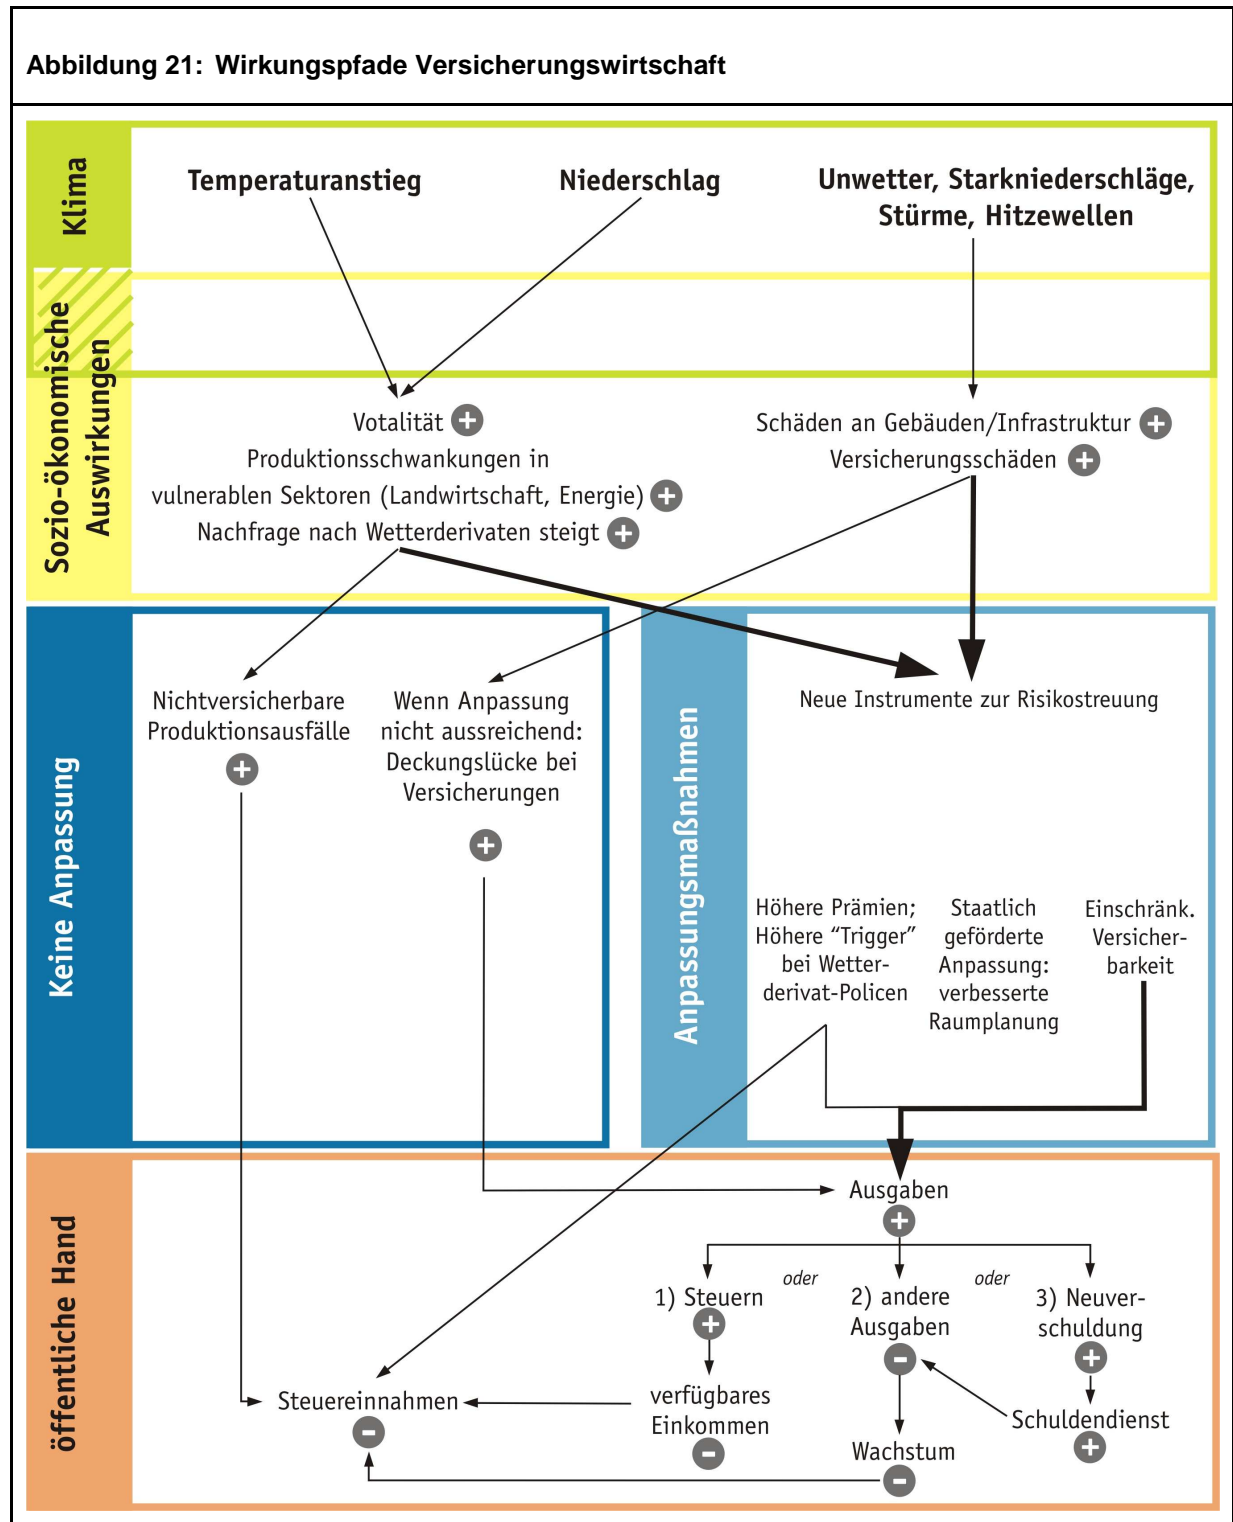 Abbildung 21: Wirkungspfade Versicherungswirtschaft
Klima
Temperaturanstieg
Niederschlag
Unwetter, Starkniederschläge,
Stürme, Hitzewellen
Sozio-ökonomische
Auswirkungen
Votalität +
Produktionsschwankungen in
vulnerablen Sektoren (Landwirtschaft, Energie) +
Nachfrage nach Wetterderivaten steigt +
Schäden an Gebäuden/Infrastruktur +
Versicherungsschäden +
Keine Anpassung
Nichtversicherbare
Produktionsausfälle
+
Wenn Anpassung
nicht aussreichend:
Deckungslücke bei
Versicherungen
+
Anpassungsmaßnahmen
Neue Instrumente zur Risikostreuung
Höhere Prämien;
Höhere “Trigger”
bei Wetter-
derivat-Policen
Staatlich
geförderte
Anpassung:
verbesserte
Raumplanung
Einschränk.
Versicher-
barkeit
öffentliche Hand
Ausgaben
+
1) Steuern
+
oder
2) andere
Ausgaben
-
oder
3) Neuver-
schuldung
+
Steuereinnahmen
-
verfügbares
Einkommen
-
Wachstum
-
Schuldendienst
+